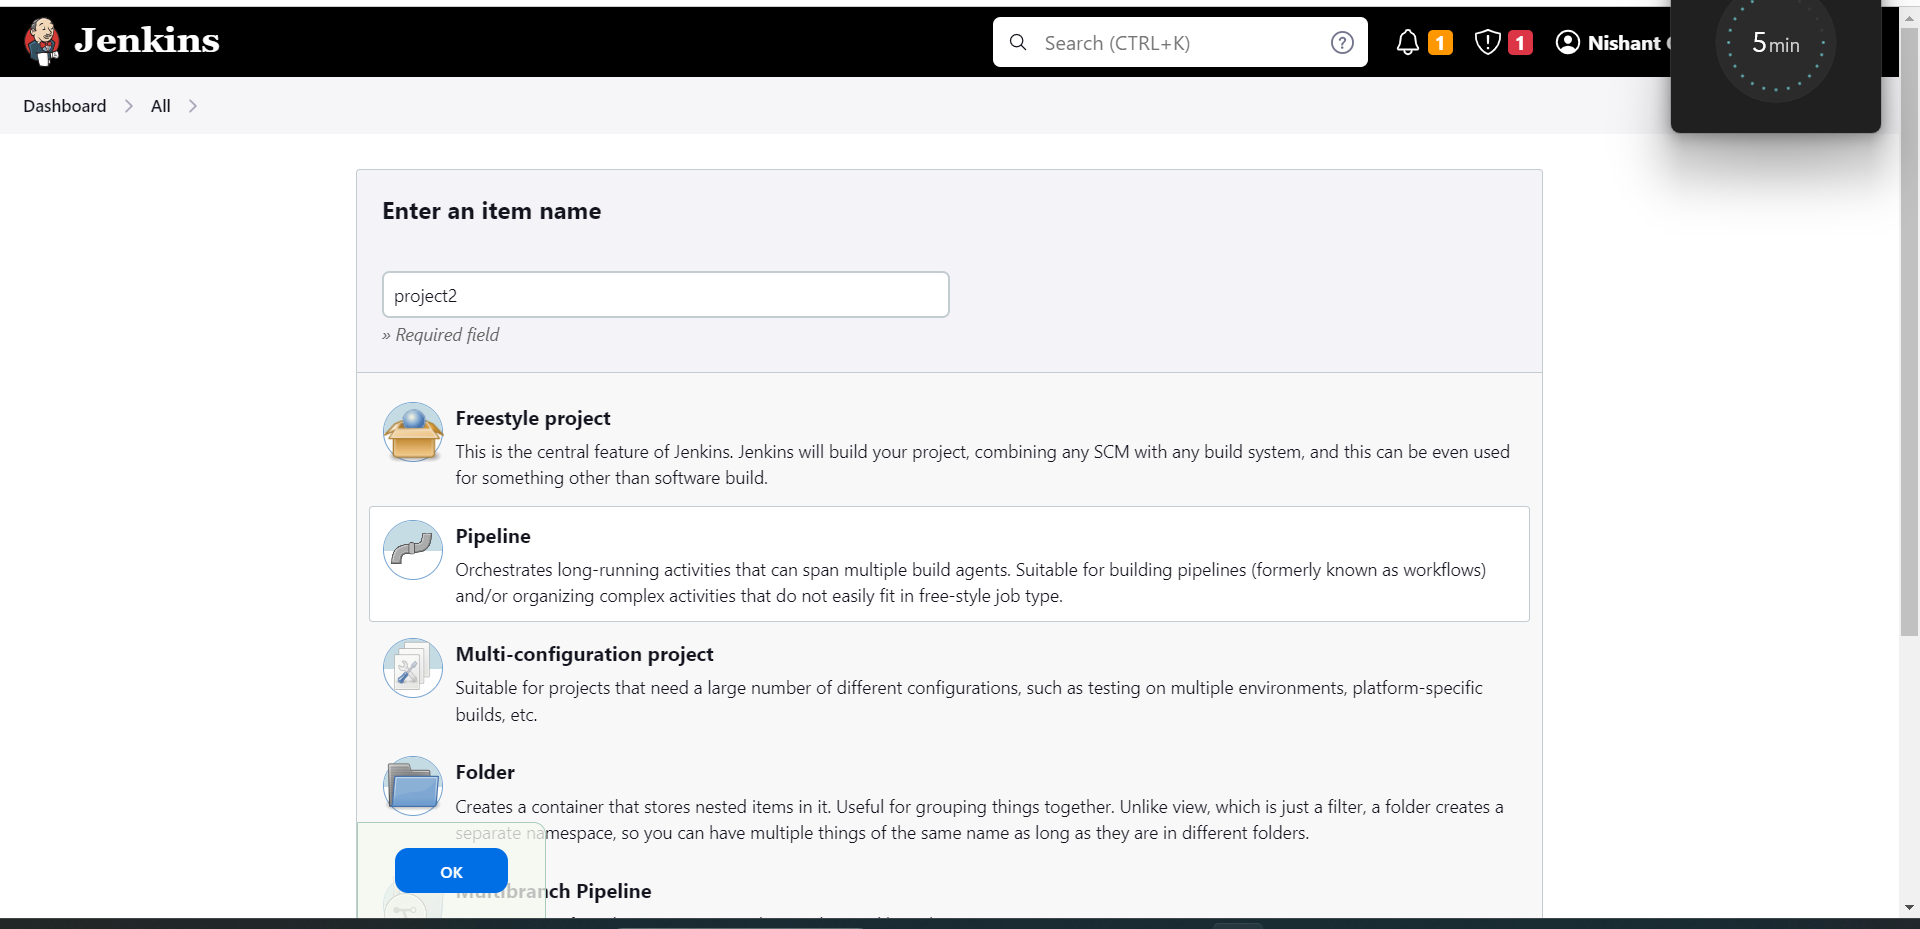 Jenkins
Search (CTRL+K)
?
1
1
Nishant
5 min
Dashboard
All
Enter an item name
project2
» Required field
Freestyle project
This is the central feature of Jenkins. Jenkins will build your project, combining any SCM with any build system, and this can be even used
for something other than software build.
Pipeline
Orchestrates long-running activities that can span multiple build agents. Suitable for building pipelines (formerly known as workflows)
and/or organizing complex activities that do not easily fit in free-style job type.
Multi-configuration project
Suitable for projects that need a large number of different configurations, such as testing on multiple environments, platform-specific
builds, etc.
Folder
Creates a container that stores nested items in it. Useful for grouping things together. Unlike view, which is just a filter, a folder creates a
separate namespace, so you can have multiple things of the same name as long as they are in different folders.
OK
Multibranch Pipeline